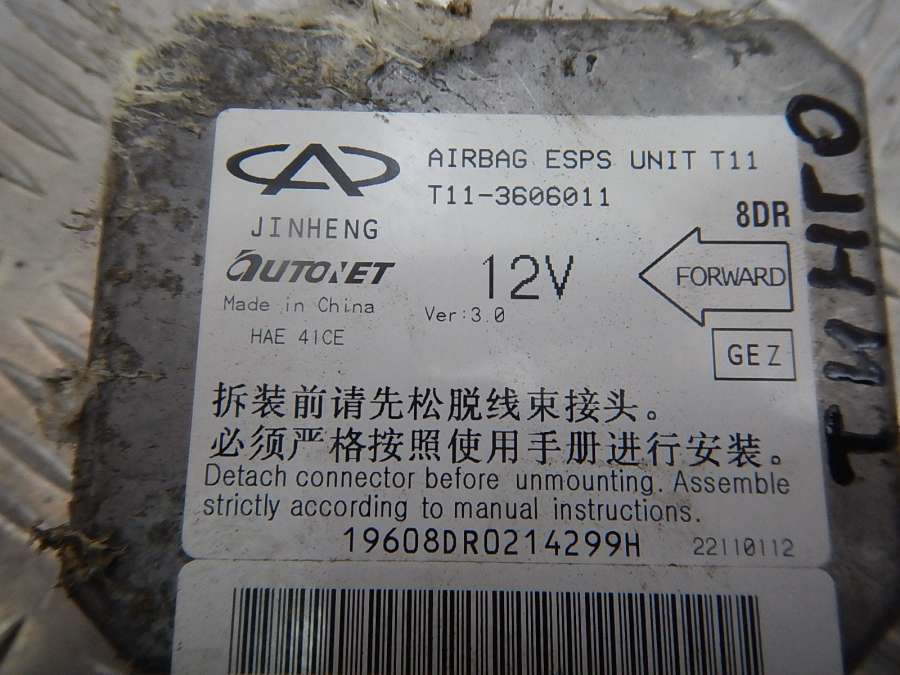 AIRBAG ESPS UNIT T11
T11-3606011
JINHENG
8DR
AUTONET
12V
FORWARD
Made in China
Ver:3.0
HAE 41CE
GEZ
拆装前请先松脱线束接头。
必须严格按照使用手册进行安装。
Detach connector before unmounting. Assemble
strictly according to manual instructions.
19608DR0214299H
22110112
ТИНГО